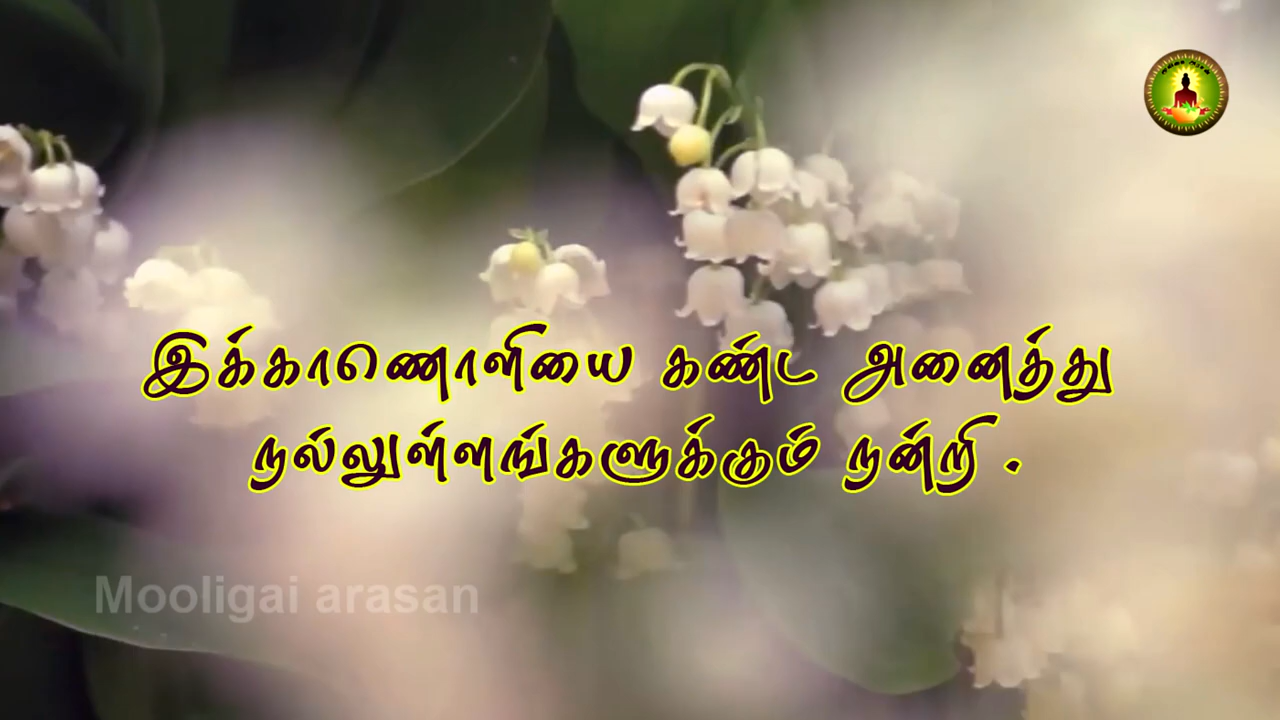 இக்காணொளியை கண்ட அனைத்து
நல்லுள்ளங்களுக்கும் நன்றி .
Mooligai arasan